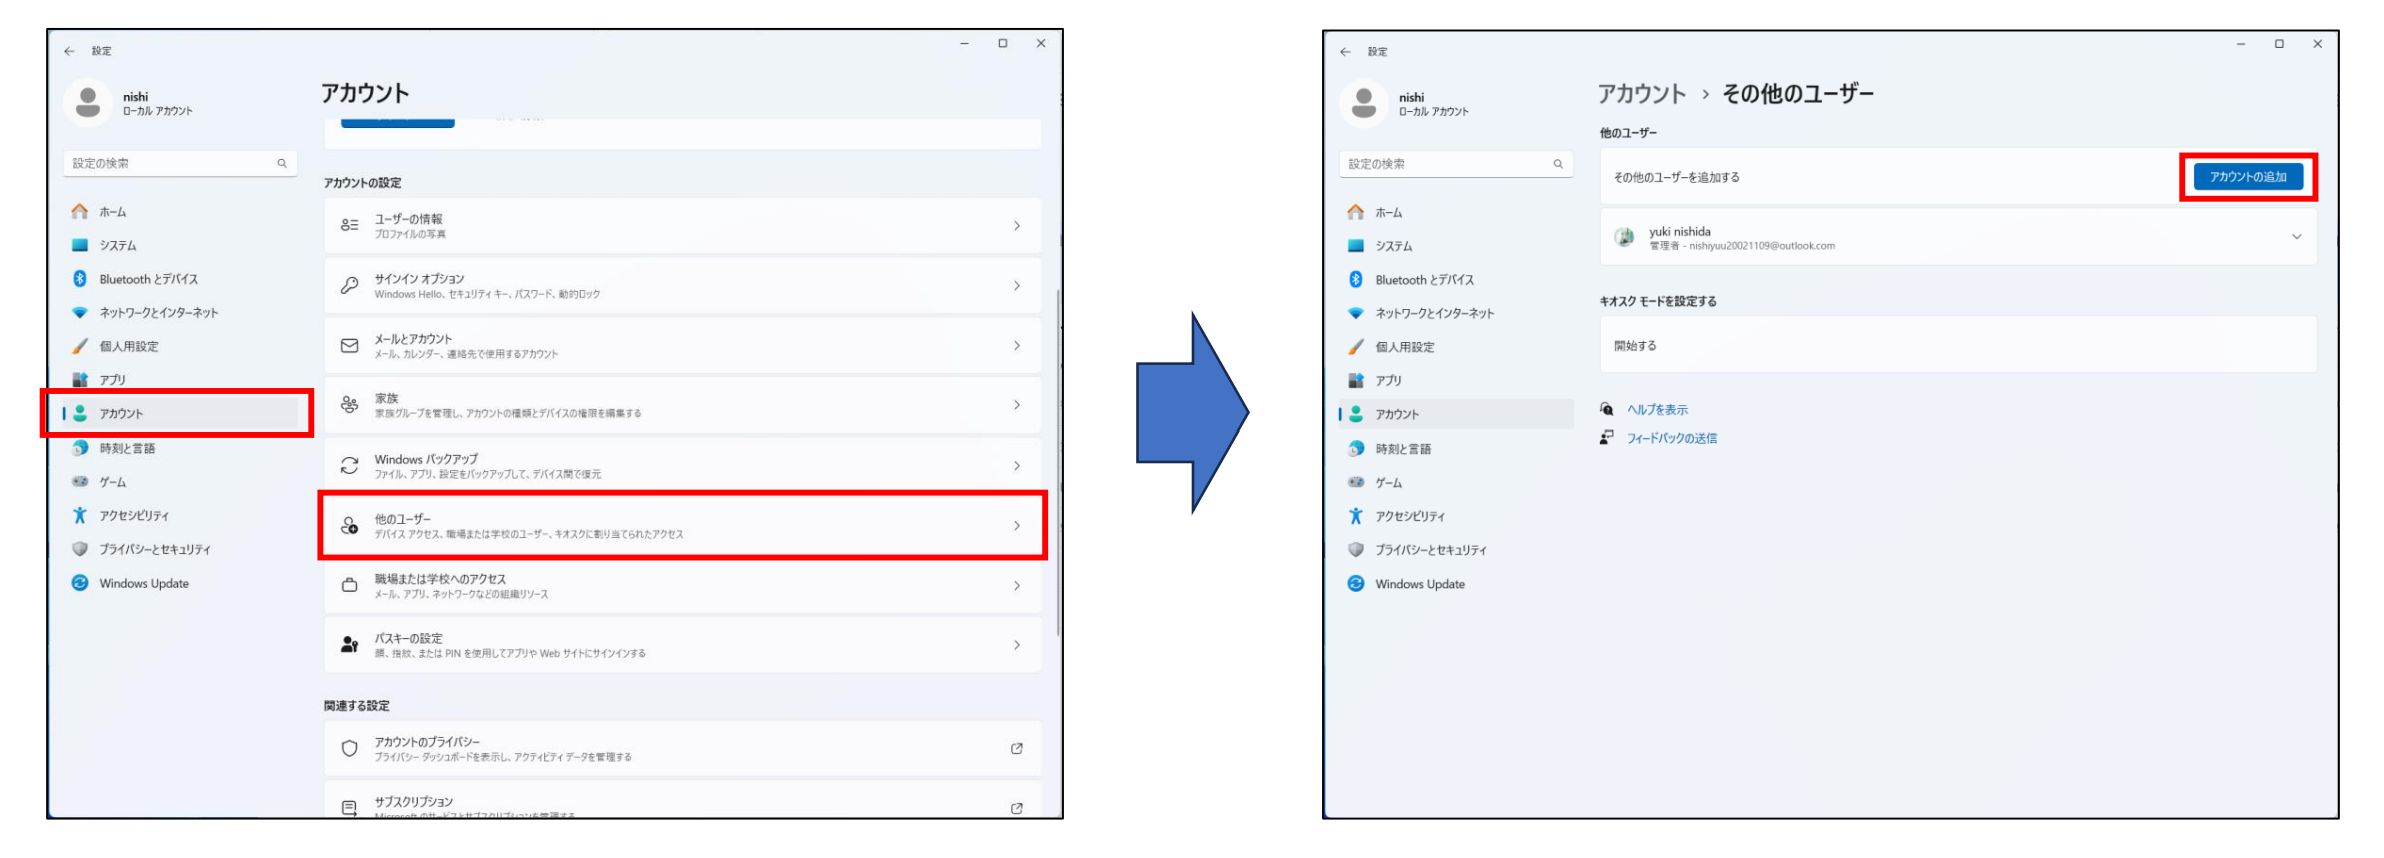 設定
nishi
ローカル アカウント
設定の検索
ホーム
システム
Bluetooth とデバイス
ネットワークとインターネット
個人用設定
アプリ
アカウント
時刻と言語
ゲーム
アクセシビリティ
プライバシーとセキュリティ
Windows Update
アカウント
アカウントの設定
ユーザーの情報
プロファイルの写真
サインイン オプション
Windows Hello、セキュリティ キー、パスワード、動的ロック
メールとアカウント
メール、カレンダー、連絡先で使用するアカウント
家族
家族グループを管理し、アカウントの種類とデバイスの権限を編集する
Windows バックアップ
ファイル、アプリ、設定をバックアップして、デバイス間で復元
他のユーザー
デバイス アクセス、職場または学校のユーザー、キオスクに割り当てられたアクセス
職場または学校へのアクセス
メール、アプリ、ネットワークなどの組織リソース
パスキーの設定
顔、指紋、または PIN を使用してアプリや Web サイトにサインインする
関連する設定
アカウントのプライバシー
プライバシー ダッシュボードを表示し、アクティビティ データを管理する
サブスクリプション
Microsoft のサービスとサブスクリプションを管理する
設定
nishi
ローカル アカウント
設定の検索
ホーム
システム
Bluetooth とデバイス
ネットワークとインターネット
個人用設定
アプリ
アカウント
時刻と言語
ゲーム
アクセシビリティ
プライバシーとセキュリティ
Windows Update
アカウント › その他のユーザー
他のユーザー
その他のユーザーを追加する
アカウントの追加
yuki nishida
管理者 - nishiyuu20021109@outlook.com
キオスク モードを設定する
開始する
ヘルプを表示
フィードバックの送信